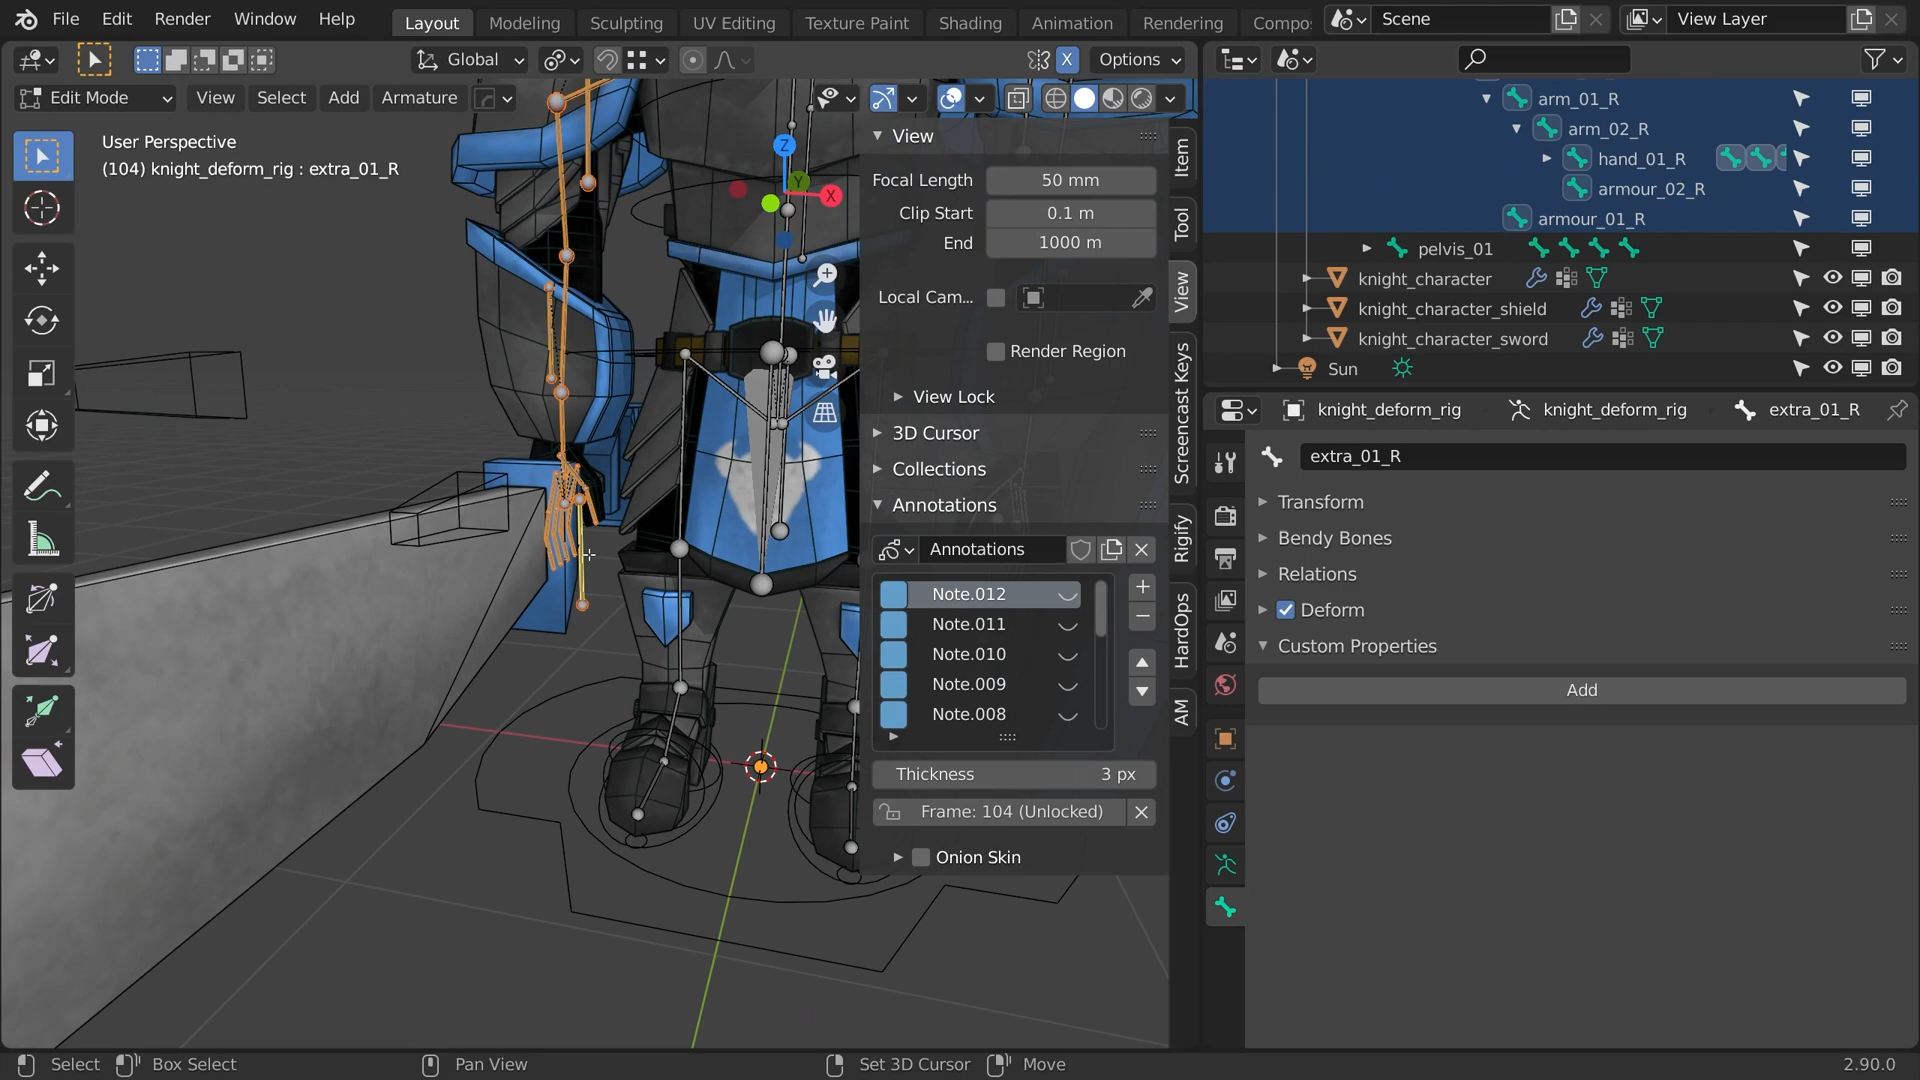 File Edit Render Window Help
Layout Modeling Sculpting UV Editing Texture Paint Shading Animation Rendering Compo
Scene
View Layer
Global
X
Options
Edit Mode
View Select Add Armature
User Perspective
(104) knight_deform_rig : extra_01_R
Z
Y
X
View
Focal Length 50 mm
Clip Start 0.1 m
End 1000 m
Local Cam...
Render Region
View Lock
3D Cursor
Collections
Annotations
Annotations
Note.012
Note.011
Note.010
Note.009
Note.008
Thickness 3 px
Frame: 104 (Unlocked)
Onion Skin
Item
Tool
View
Screencast Keys
Rigify
HardOps
AM
arm_01_R
arm_02_R
hand_01_R
armour_02_R
armour_01_R
pelvis_01
knight_character
knight_character_shield
knight_character_sword
Sun
knight_deform_rig knight_deform_rig extra_01_R
extra_01_R
Transform
Bendy Bones
Relations
Deform
Custom Properties
Add
Select Box Select Pan View Set 3D Cursor Move 2.90.0